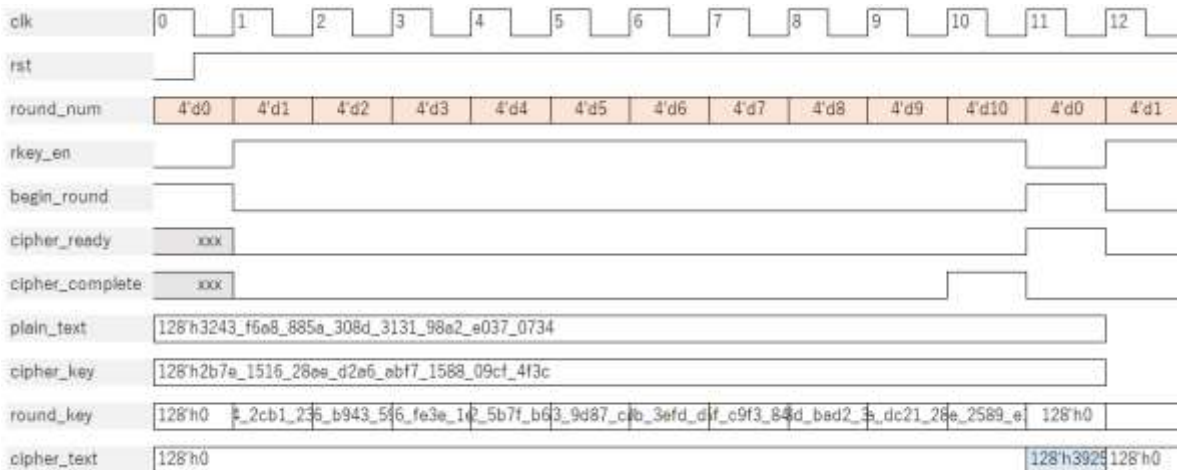 clk 0 1 2 3 4 5 6 7 8 9 10 11 12
rst
round_num 4'd0 4'd1 4'd2 4'd3 4'd4 4'd5 4'd6 4'd7 4'd8 4'd9 4'd10 4'd0 4'd1
rkey_en
begin_round
cipher_ready xxx
cipher_complete xxx
plain_text 128'h3243_f6a8_885a_308d_3131_98a2_e037_0734
cipher_key 128'h2b7e_1516_28ae_d2a6_abf7_1588_09cf_4f3c
round_key 128'h0 128'h0
cipher_text 128'h0 128'h3925 128'h0